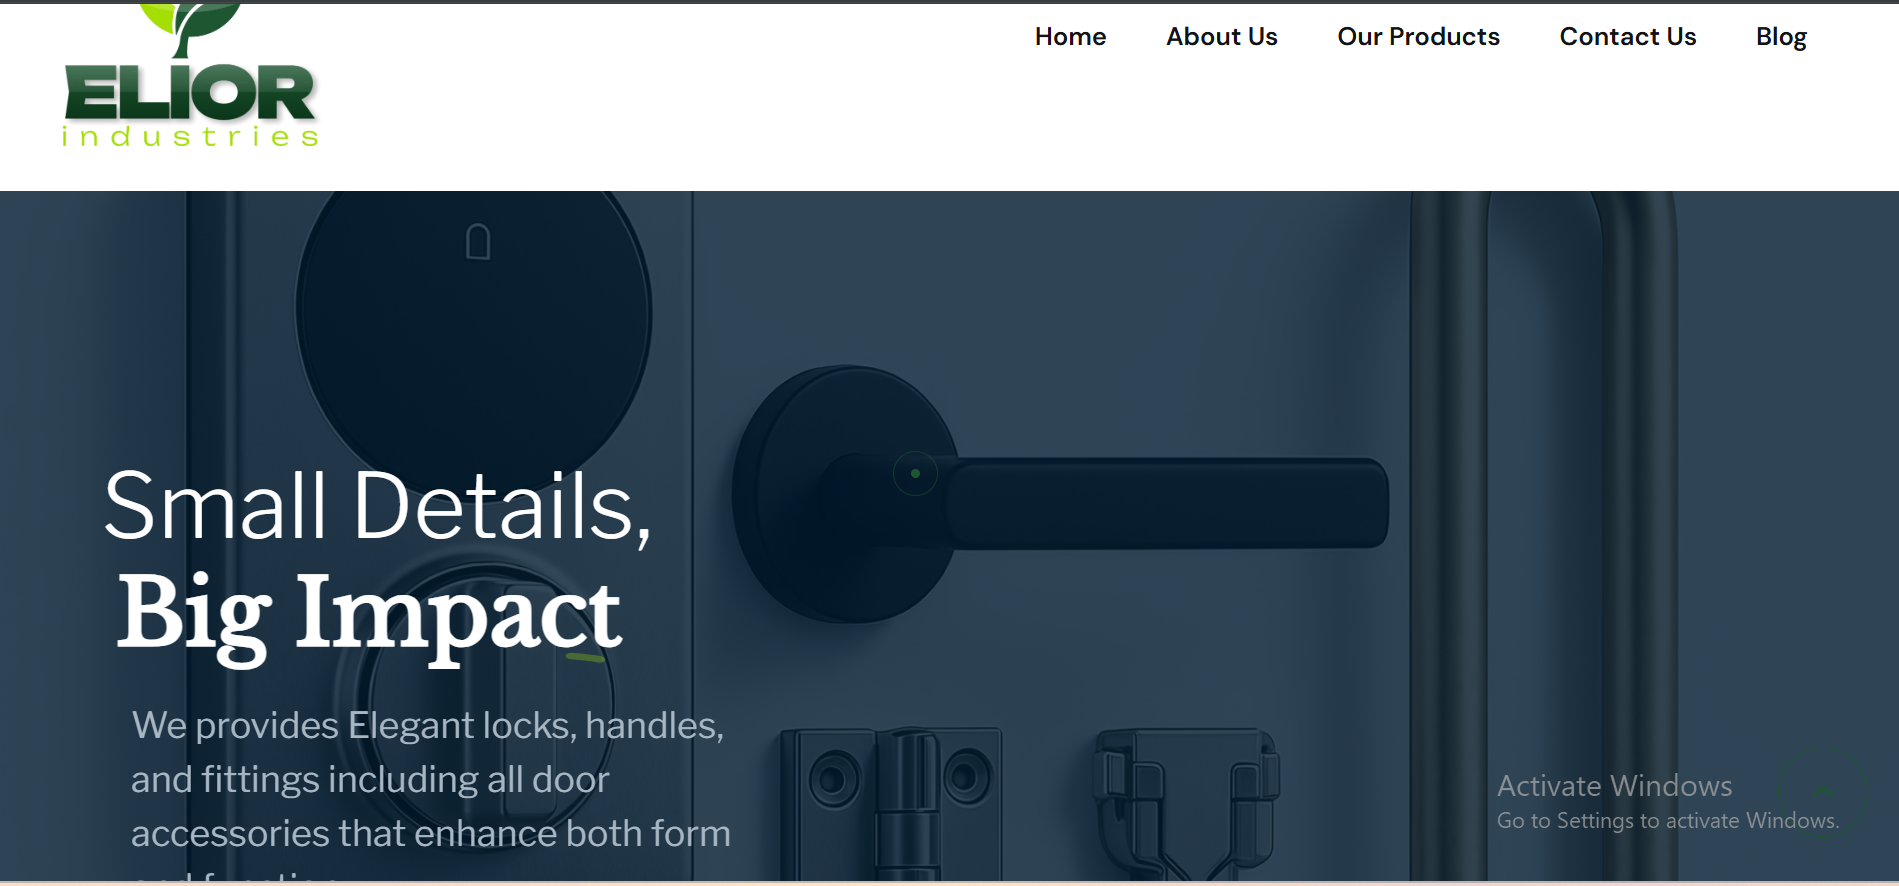 ELIOR
industries
Home About Us Our Products Contact Us Blog
Small Details,
Big Impact
We provides Elegant locks, handles,
and fittings including all door
accessories that enhance both form
Activate Windows
Go to Settings to activate Windows.